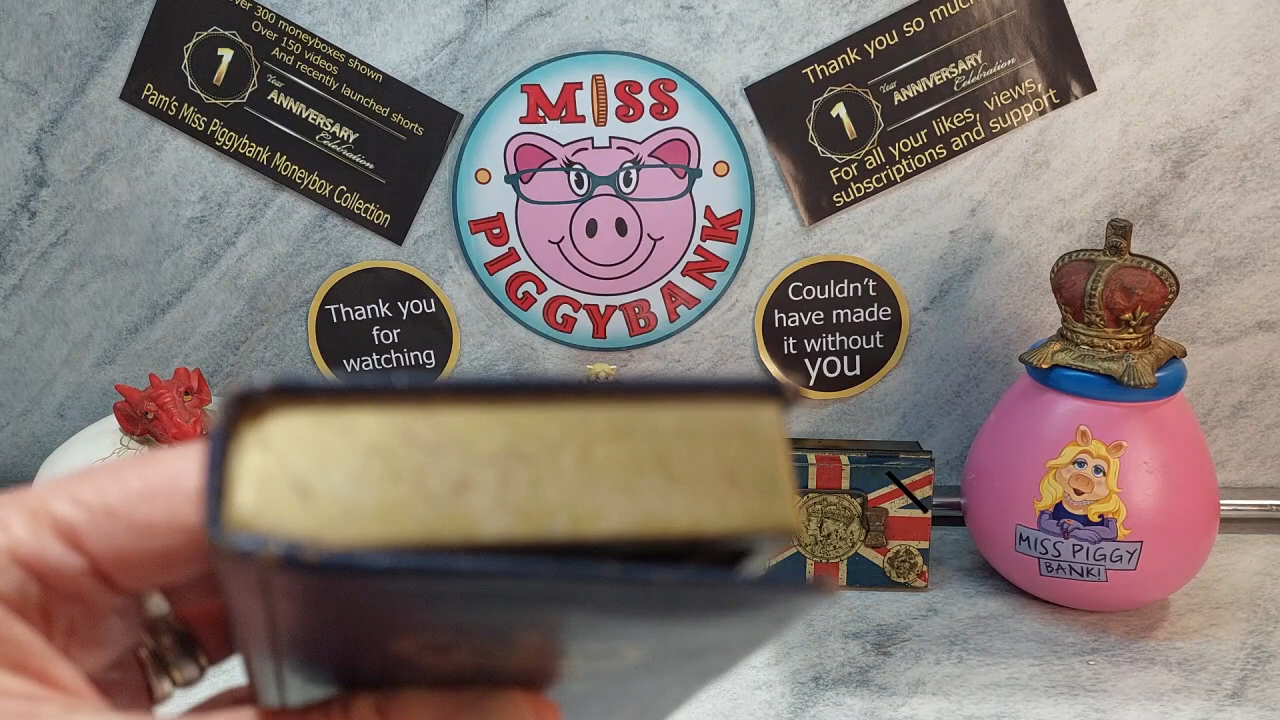 over 300 moneyboxes shown
Over 150 videos
And recently launched shorts
1 Year
ANNIVERSARY
Celebration
Pam's Miss Piggybank Moneybox Collection
MISS
PIGGYBANK
Thank you so much
1 Year
ANNIVERSARY
Celebration
For all your likes, views,
subscriptions and support
Thank you
for
watching
Couldn't
have made
it without
you
MISS PIGGY
BANK!